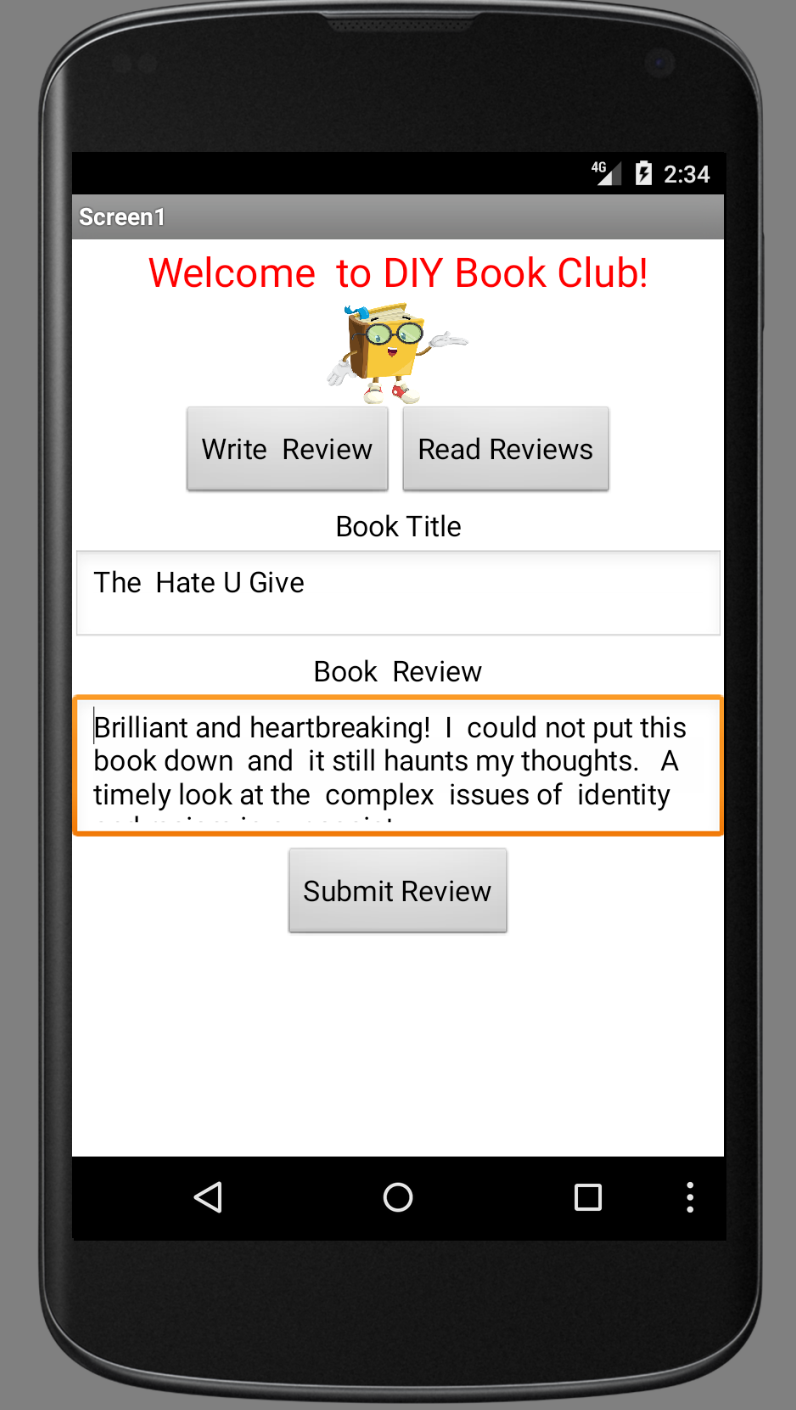 4G 2:34
Screen1
Welcome to DIY Book Club!
Write Review Read Reviews
Book Title
The Hate U Give
Book Review
Brilliant and heartbreaking! I could not put this
book down and it still haunts my thoughts. A
timely look at the complex issues of identity
Submit Review